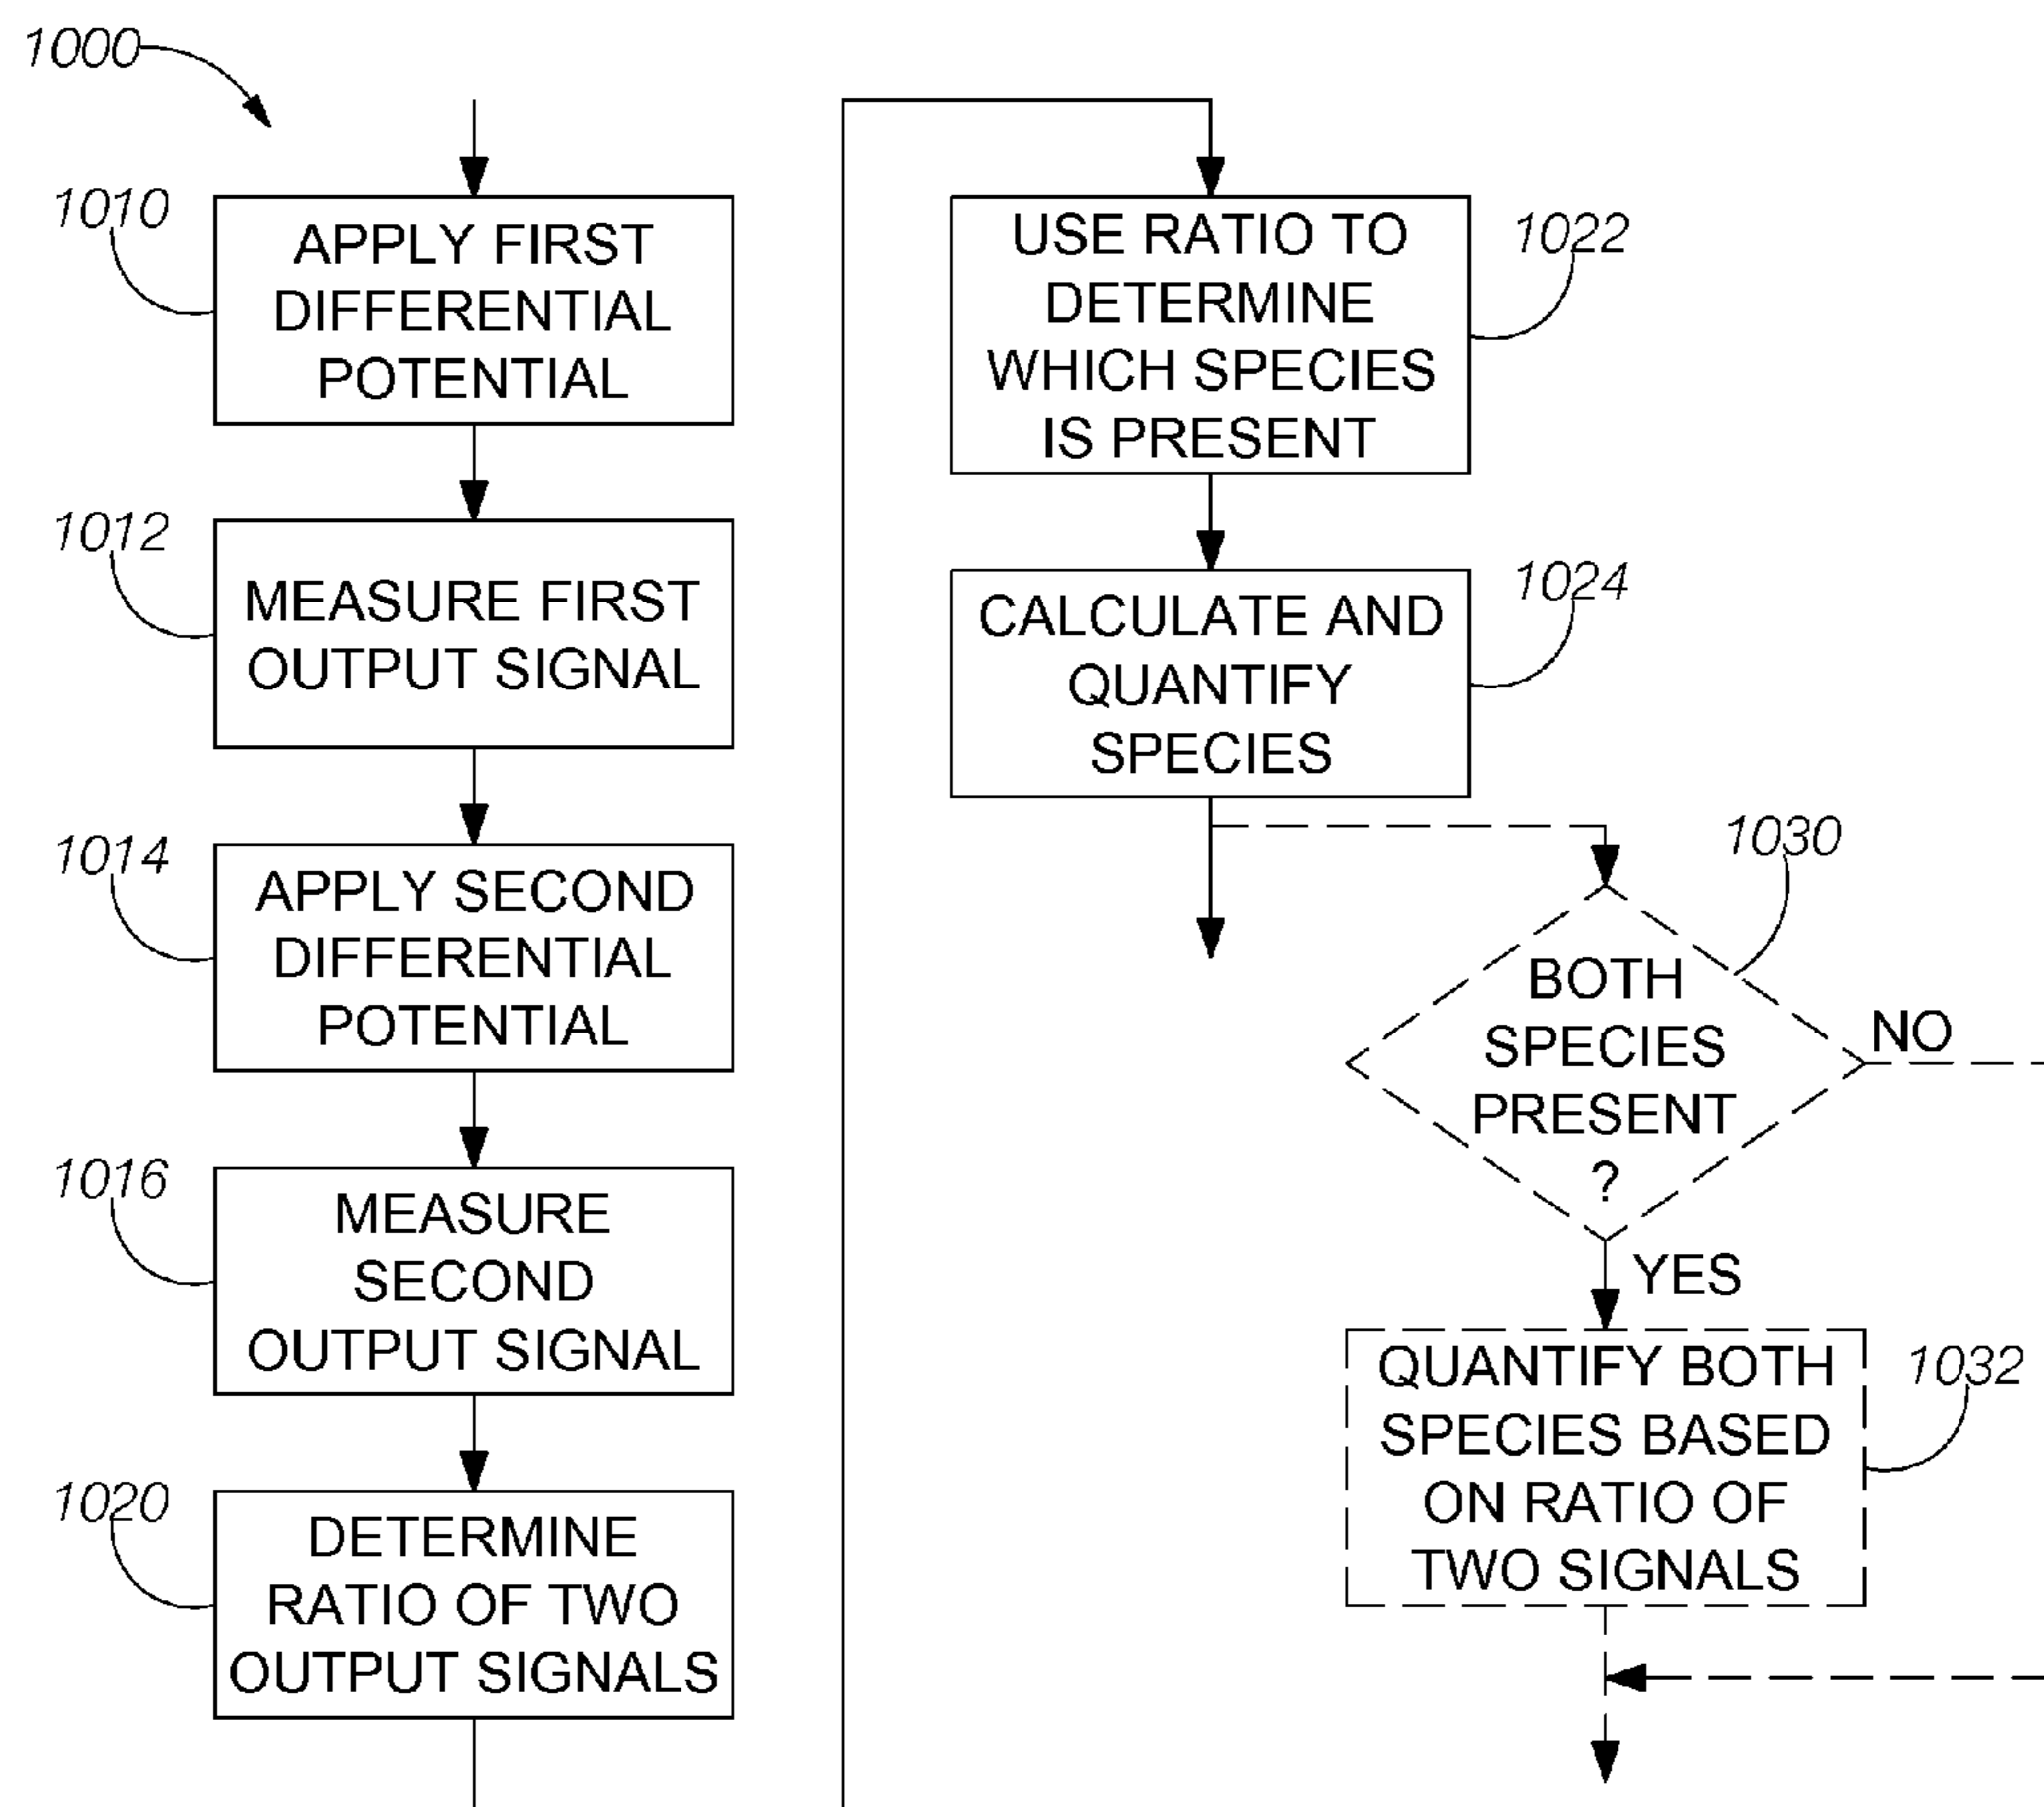 1000
1010
APPLY FIRST
DIFFERENTIAL
POTENTIAL
1012
MEASURE FIRST
OUTPUT SIGNAL
1014
APPLY SECOND
DIFFERENTIAL
POTENTIAL
1016
MEASURE
SECOND
OUTPUT SIGNAL
1020
DETERMINE
RATIO OF TWO
OUTPUT SIGNALS
USE RATIO TO
DETERMINE
WHICH SPECIES
IS PRESENT
1022
CALCULATE AND
QUANTIFY
SPECIES
1024
1030
BOTH
SPECIES
PRESENT
?
NO
YES
QUANTIFY BOTH
SPECIES BASED
ON RATIO OF
TWO SIGNALS
1032